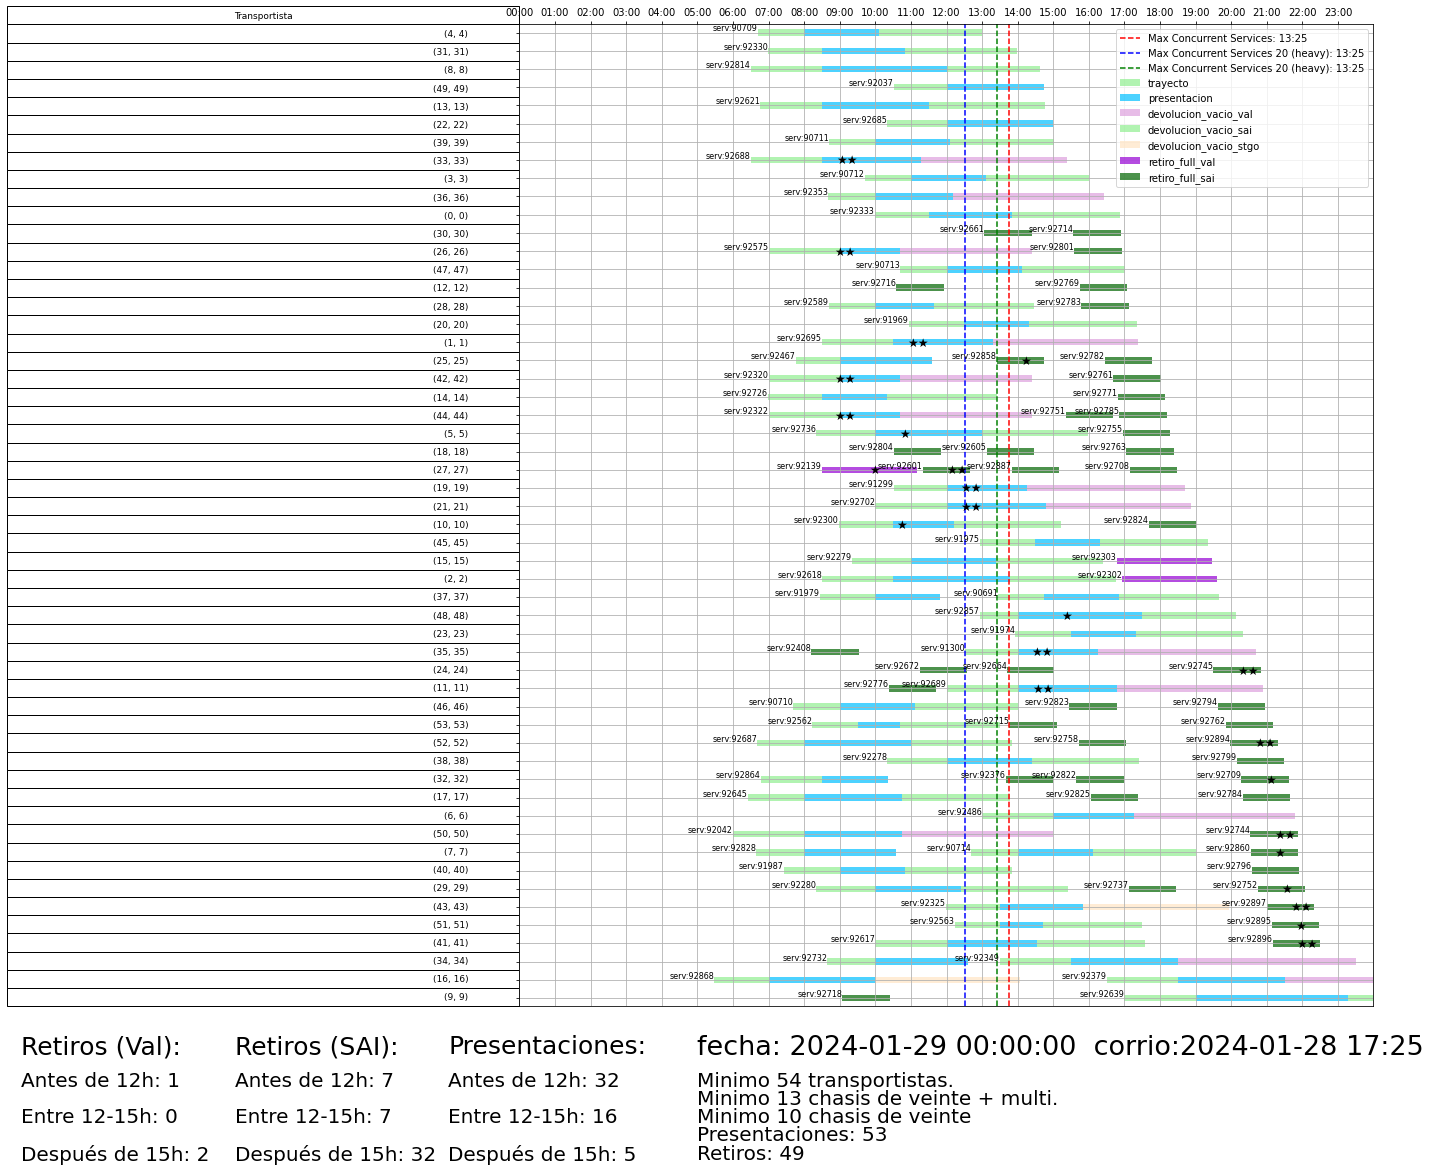 Transportista
00:00 01:00 02:00 03:00 04:00 05:00 06:00 07:00 08:00 09:00 10:00 11:00 12:00 13:00 14:00 15:00 16:00 17:00 18:00 19:00 20:00 21:00 22:00 23:00
Max Concurrent Services: 13:25
Max Concurrent Services 20 (heavy): 13:25
Max Concurrent Services 20 (heavy): 13:25
trayecto
presentacion
devolucion_vacio_val
devolucion_vacio_sai
devolucion_vacio_stgo
retiro_full_val
retiro_full_sai
(4, 4) serv:90709
(31, 31) serv:92330
(8, 8) serv:92814
(49, 49) serv:92037
(13, 13) serv:92621
(22, 22) serv:92685
(39, 39) serv:90711
(33, 33) serv:92688
(3, 3) serv:90712
(36, 36) serv:92353
(0, 0) serv:92333
(30, 30) serv:92661 serv:92714
(26, 26) serv:92575 serv:92801
(47, 47) serv:90713
(12, 12) serv:92716 serv:92769
(28, 28) serv:92589 serv:92783
(20, 20) serv:91969
(1, 1) serv:92695
(25, 25) serv:92467 serv:92858 serv:92782
(42, 42) serv:92320 serv:92761
(14, 14) serv:92726 serv:92771
(44, 44) serv:92322 serv:92751 serv:92785
(5, 5) serv:92736 serv:92755
(18, 18) serv:92804 serv:92605 serv:92763
(27, 27) serv:92139 serv:92601 serv:92887 serv:92708
(19, 19) serv:91299
(21, 21) serv:92702
(10, 10) serv:92300 serv:92824
(45, 45) serv:91975
(15, 15) serv:92279 serv:92303
(2, 2) serv:92618 serv:92302
(37, 37) serv:91979 serv:90691
(48, 48) serv:92857
(23, 23) serv:91974
(35, 35) serv:92408 serv:91300
(24, 24) serv:92672 serv:92664 serv:92745
(11, 11) serv:92776 serv:92689
(46, 46) serv:90710 serv:92823 serv:92794
(53, 53) serv:92562 serv:92715 serv:92762
(52, 52) serv:92687 serv:92758 serv:92894
(38, 38) serv:92278 serv:92799
(32, 32) serv:92864 serv:92376 serv:92822 serv:92709
(17, 17) serv:92645 serv:92825 serv:92784
(6, 6) serv:92486
(50, 50) serv:92042 serv:92744
(7, 7) serv:92828 serv:90714 serv:92860
(40, 40) serv:91987 serv:92796
(29, 29) serv:92280 serv:92737 serv:92752
(43, 43) serv:92325 serv:92897
(51, 51) serv:92563 serv:92895
(41, 41) serv:92617 serv:92896
(34, 34) serv:92732 serv:92349
(16, 16) serv:92868 serv:92379
(9, 9) serv:92718 serv:92639
Retiros (Val):
Antes de 12h: 1
Entre 12-15h: 0
Después de 15h: 2
Retiros (SAI):
Antes de 12h: 7
Entre 12-15h: 7
Después de 15h: 32
Presentaciones:
Antes de 12h: 32
Entre 12-15h: 16
Después de 15h: 5
fecha: 2024-01-29 00:00:00 corrio:2024-01-28 17:25
Minimo 54 transportistas.
Minimo 13 chasis de veinte + multi.
Minimo 10 chasis de veinte
Presentaciones: 53
Retiros: 49